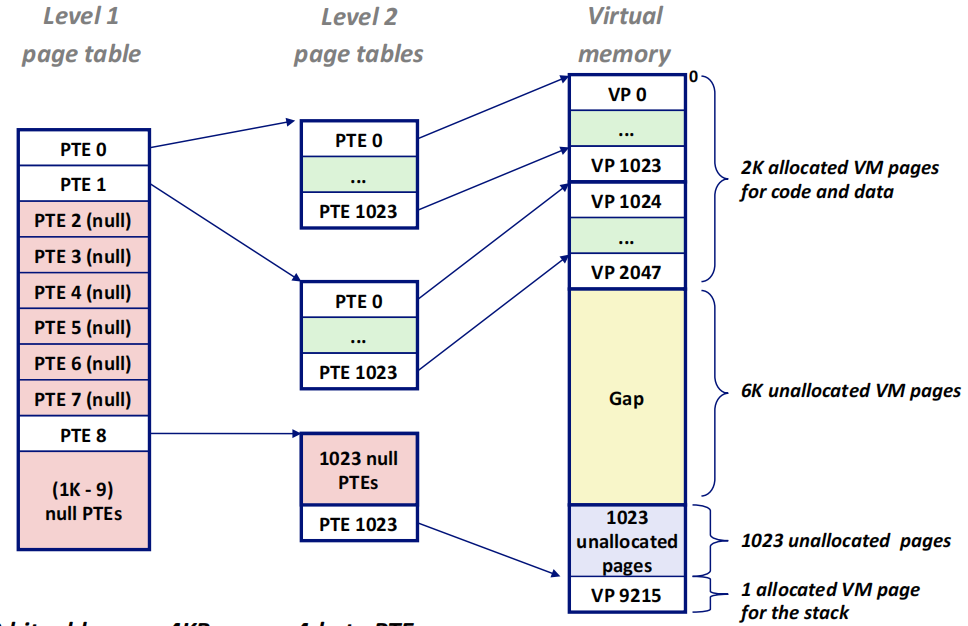 Level 1
page table
Level 2
page tables
Virtual
memory
PTE 0
PTE 1
PTE 2 (null)
PTE 3 (null)
PTE 4 (null)
PTE 5 (null)
PTE 6 (null)
PTE 7 (null)
PTE 8
(1K - 9)
null PTEs
PTE 0
...
PTE 1023
PTE 0
...
PTE 1023
1023 null
PTEs
PTE 1023
0
VP 0
...
VP 1023
VP 1024
...
VP 2047
Gap
1023
unallocated
pages
VP 9215
2K allocated VM pages
for code and data
6K unallocated VM pages
1023 unallocated pages
1 allocated VM page
for the stack